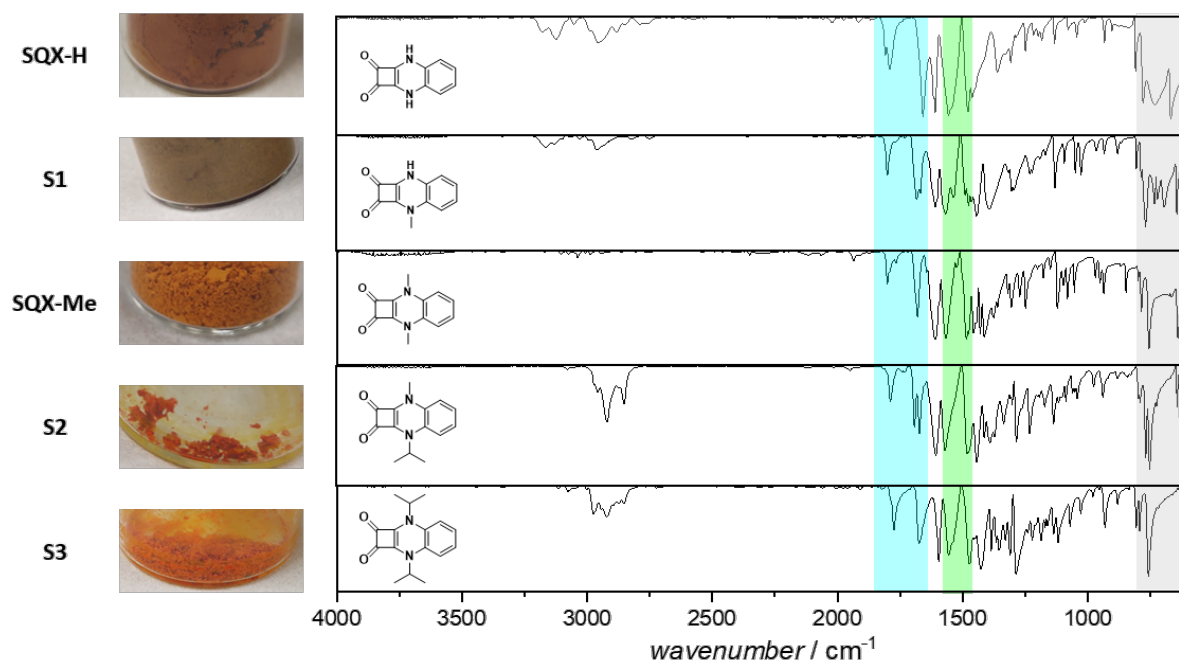 SQX-H
H
N
O
O
N
H
S1
H
N
O
O
N
SQX-Me
N
O
O
N
S2
N
O
O
N
S3
N
O
O
N
4000 3500 3000 2500 2000 1500 1000
wavenumber / cm⁻¹